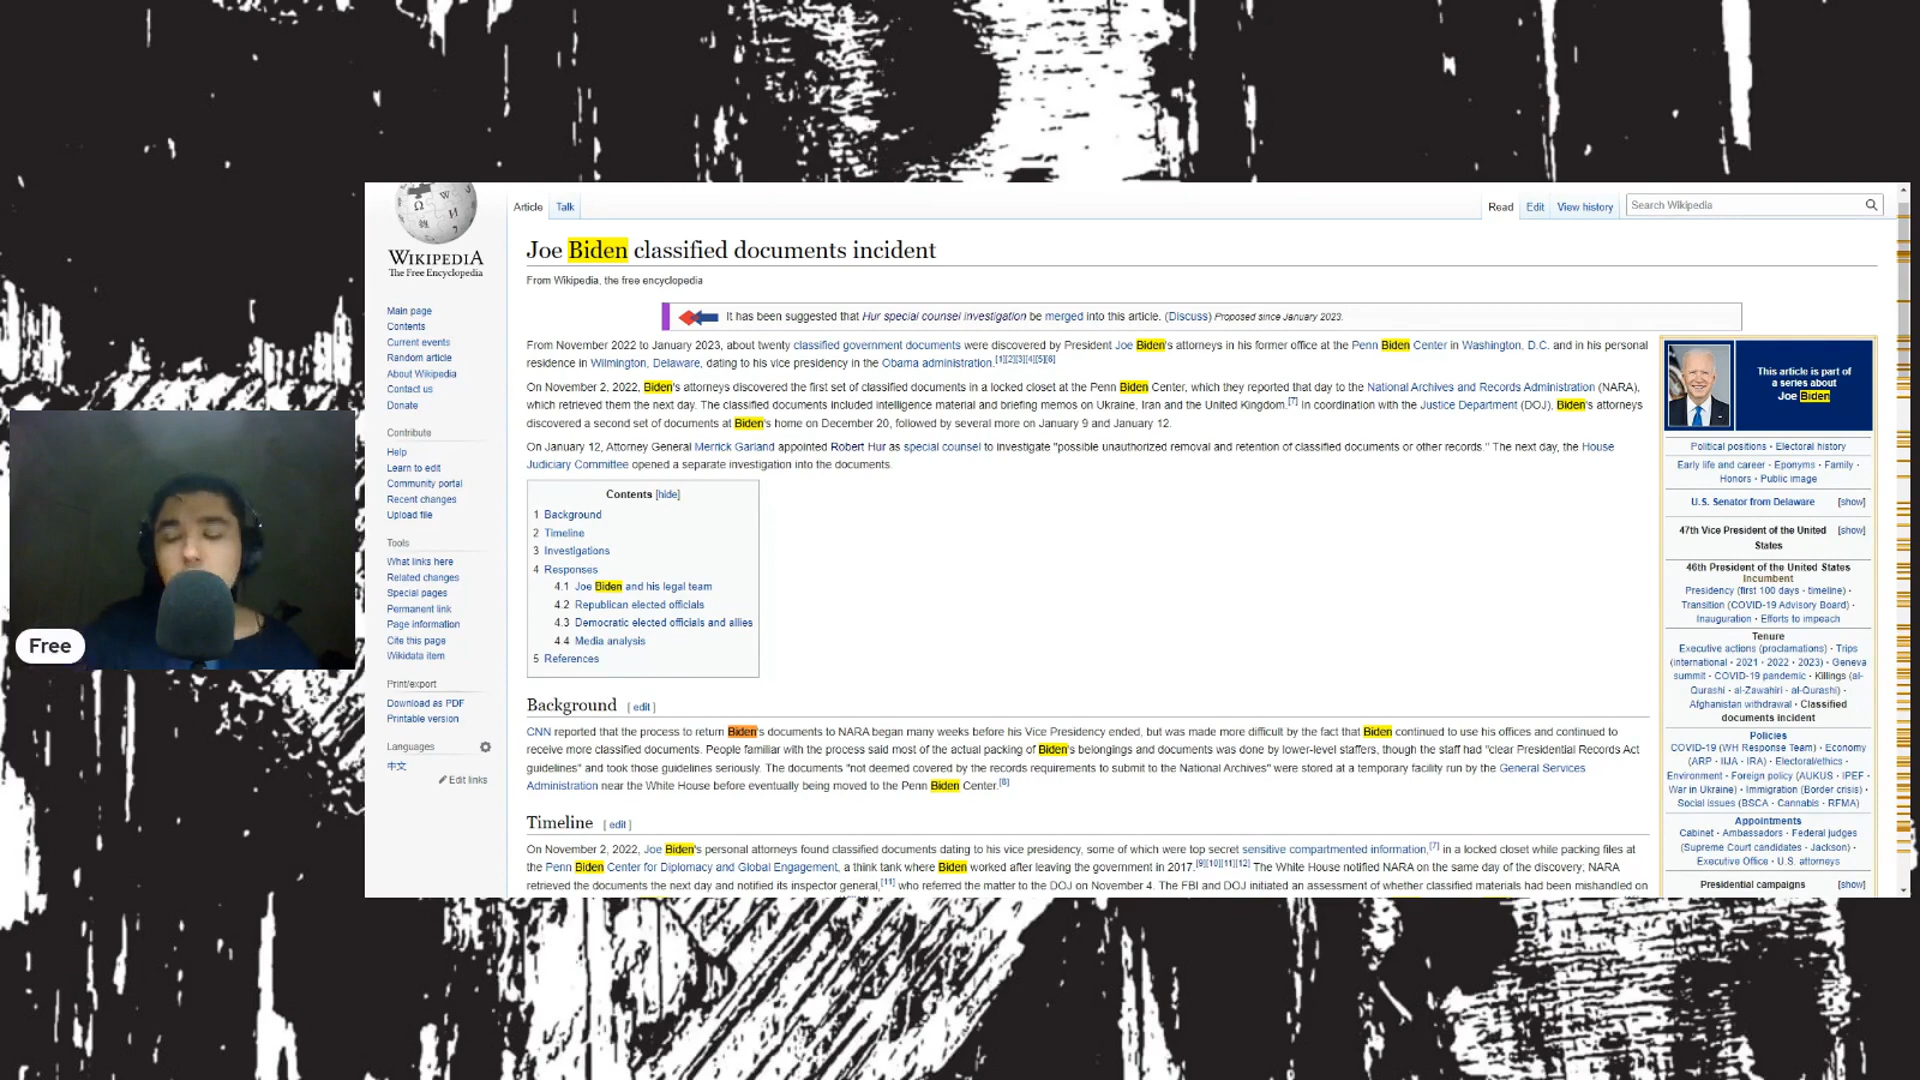 Free
Ω W И
WIKIPEDIA
The Free Encyclopedia
Main page
Contents
Current events
Random article
About Wikipedia
Contact us
Donate
Contribute
Help
Learn to edit
Community portal
Recent changes
Upload file
Tools
What links here
Related changes
Special pages
Permanent link
Page information
Cite this page
Wikidata item
Print/export
Download as PDF
Printable version
Languages
中文
Edit links
Article Talk
Read Edit View history Search Wikipedia
Joe Biden classified documents incident
From Wikipedia, the free encyclopedia
It has been suggested that Hur special counsel investigation be merged into this article. (Discuss) Proposed since January 2023.
From November 2022 to January 2023, about twenty classified government documents were discovered by President Joe Biden's attorneys in his former office at the Penn Biden Center in Washington, D.C. and in his personal
residence in Wilmington, Delaware, dating to his vice presidency in the Obama administration.[1][2][3][4][5][6]
On November 2, 2022, Biden's attorneys discovered the first set of classified documents in a locked closet at the Penn Biden Center, which they reported that day to the National Archives and Records Administration (NARA),
which retrieved them the next day. The classified documents included intelligence material and briefing memos on Ukraine, Iran and the United Kingdom.[7] In coordination with the Justice Department (DOJ), Biden's attorneys
discovered a second set of documents at Biden's home on December 20, followed by several more on January 9 and January 12.
On January 12, Attorney General Merrick Garland appointed Robert Hur as special counsel to investigate "possible unauthorized removal and retention of classified documents or other records." The next day, the House
Judiciary Committee opened a separate investigation into the documents.
Contents [hide]
1 Background
2 Timeline
3 Investigations
4 Responses
4.1 Joe Biden and his legal team
4.2 Republican elected officials
4.3 Democratic elected officials and allies
4.4 Media analysis
5 References
Background [ edit ]
CNN reported that the process to return Biden's documents to NARA began many weeks before his Vice Presidency ended, but was made more difficult by the fact that Biden continued to use his offices and continued to
receive more classified documents. People familiar with the process said most of the actual packing of Biden's belongings and documents was done by lower-level staffers, though the staff had "clear Presidential Records Act
guidelines" and took those guidelines seriously. The documents "not deemed covered by the records requirements to submit to the National Archives" were stored at a temporary facility run by the General Services
Administration near the White House before eventually being moved to the Penn Biden Center.[8]
Timeline [ edit ]
On November 2, 2022, Joe Biden's personal attorneys found classified documents dating to his vice presidency, some of which were top secret sensitive compartmented information,[7] in a locked closet while packing files at
the Penn Biden Center for Diplomacy and Global Engagement, a think tank where Biden worked after leaving the government in 2017.[9][10][11][12] The White House notified NARA on the same day of the discovery; NARA
retrieved the documents the next day and notified its inspector general,[11] who referred the matter to the DOJ on November 4. The FBI and DOJ initiated an assessment of whether classified materials had been mishandled on
This article is part of
a series about
Joe Biden
Political positions · Electoral history
Early life and career · Eponyms · Family ·
Honors · Public image
U.S. Senator from Delaware [show]
47th Vice President of the United [show]
States
46th President of the United States
Incumbent
Presidency (first 100 days · timeline) ·
Transition (COVID-19 Advisory Board) ·
Inauguration · Efforts to impeach
Tenure
Executive actions (proclamations) · Trips
(international · 2021 · 2022 · 2023) · Geneva
summit · COVID-19 pandemic · Killings (al-
Qurashi · al-Zawahiri · al-Qurashi) ·
Afghanistan withdrawal · Classified
documents incident
Policies
COVID-19 (WH Response Team) · Economy
(ARP · IIJA · IRA) · Electoral/ethics ·
Environment · Foreign policy (AUKUS · IPEF ·
War in Ukraine) · Immigration (Border crisis) ·
Social issues (BSCA · Cannabis · RFMA)
Appointments
Cabinet · Ambassadors · Federal judges
(Supreme Court candidates · Jackson) ·
Executive Office · U.S. attorneys
Presidential campaigns [show]